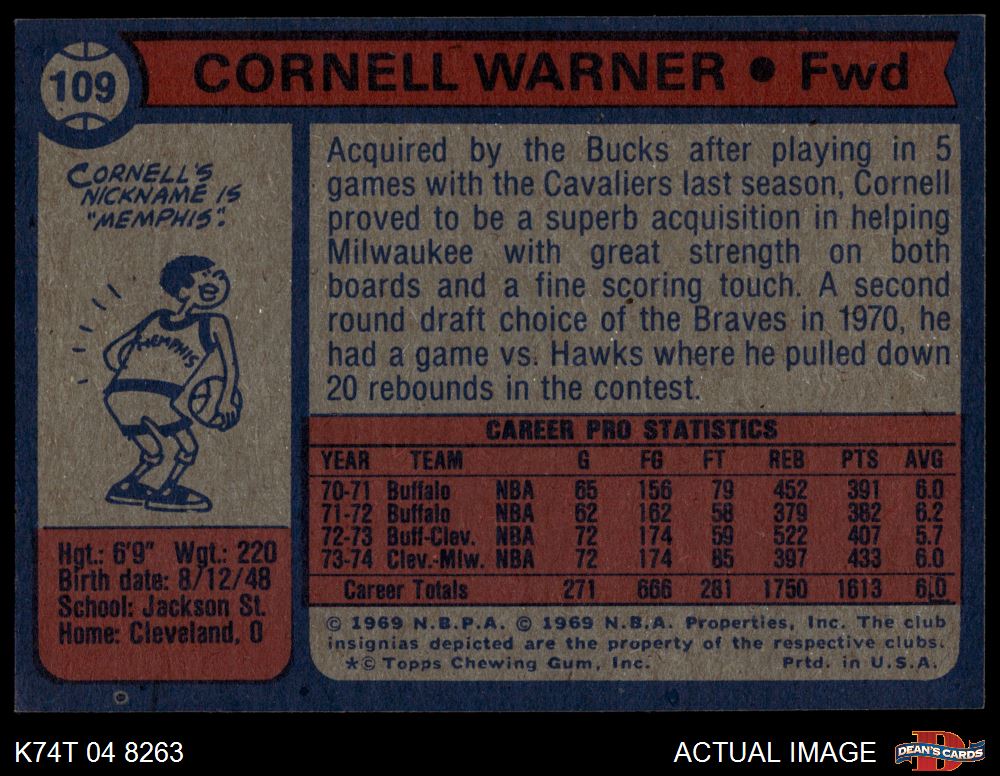 109
CORNELL WARNER • Fwd
CORNELL'S
NICKNAME IS
"MEMPHIS".
MEMPHIS
Acquired by the Bucks after playing in 5
games with the Cavaliers last season, Cornell
proved to be a superb acquisition in helping
Milwaukee with great strength on both
boards and a fine scoring touch. A second
round draft choice of the Braves in 1970, he
had a game vs. Hawks where he pulled down
20 rebounds in the contest.
CAREER PRO STATISTICS
YEAR TEAM G FG FT REB PTS AVG
70-71 Buffalo NBA 65 156 79 452 391 6.0
71-72 Buffalo NBA 62 162 58 379 382 6.2
72-73 Buff-Clev. NBA 72 174 59 522 407 5.7
73-74 Clev.-Mlw. NBA 72 174 85 397 433 6.0
Career Totals 271 666 281 1750 1613 6.0
Hgt.: 6'9" Wgt.: 220
Birth date: 8/12/48
School: Jackson St.
Home: Cleveland, O
© 1969 N.B.P.A. © 1969 N.B.A. Properties, Inc. The club
insignias depicted are the property of the respective clubs.
*© Topps Chewing Gum, Inc. Prtd. in U.S.A.
K74T 04 8263
ACTUAL IMAGE
D
DEAN'S CARDS